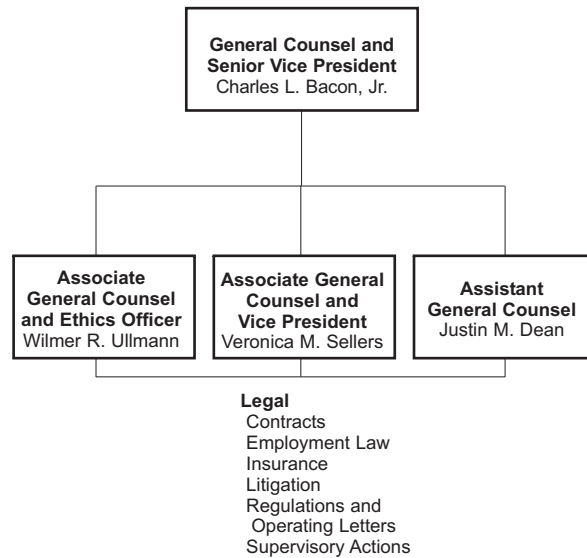 General Counsel and
Senior Vice President
Charles L. Bacon, Jr.
Associate
General Counsel
and Ethics Officer
Wilmer R. Ullmann
Associate General
Counsel and
Vice President
Veronica M. Sellers
Assistant
General Counsel
Justin M. Dean
Legal
Contracts
Employment Law
Insurance
Litigation
Regulations and
Operating Letters
Supervisory Actions